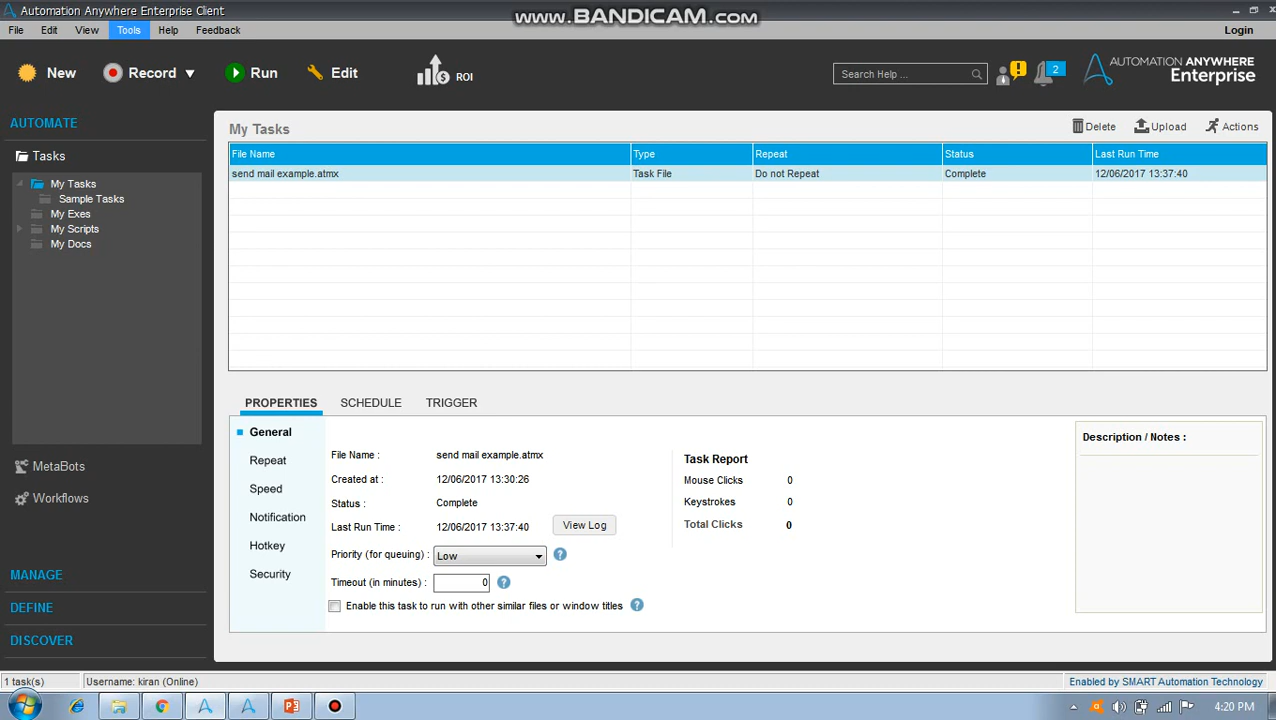 Automation Anywhere Enterprise Client
www.BANDICAM.com
File Edit View Tools Help Feedback Login
New Record Run Edit ROI Search Help ... 2 AUTOMATION ANYWHERE Enterprise
AUTOMATE
Tasks
My Tasks
Sample Tasks
My Exes
My Scripts
My Docs
MetaBots
Workflows
MANAGE
DEFINE
DISCOVER
My Tasks Delete Upload Actions
File Name Type Repeat Status Last Run Time
send mail example.atmx Task File Do not Repeat Complete 12/06/2017 13:37:40
PROPERTIES SCHEDULE TRIGGER
General
Repeat
Speed
Notification
Hotkey
Security
File Name : send mail example.atmx
Created at : 12/06/2017 13:30:26
Status : Complete
Last Run Time : 12/06/2017 13:37:40 View Log
Priority (for queuing) : Low ?
Timeout (in minutes) : 0 ?
Enable this task to run with other similar files or window titles ?
Task Report
Mouse Clicks 0
Keystrokes 0
Total Clicks 0
Description / Notes :
1 task(s) Username: kiran (Online) Enabled by SMART Automation Technology
4:20 PM